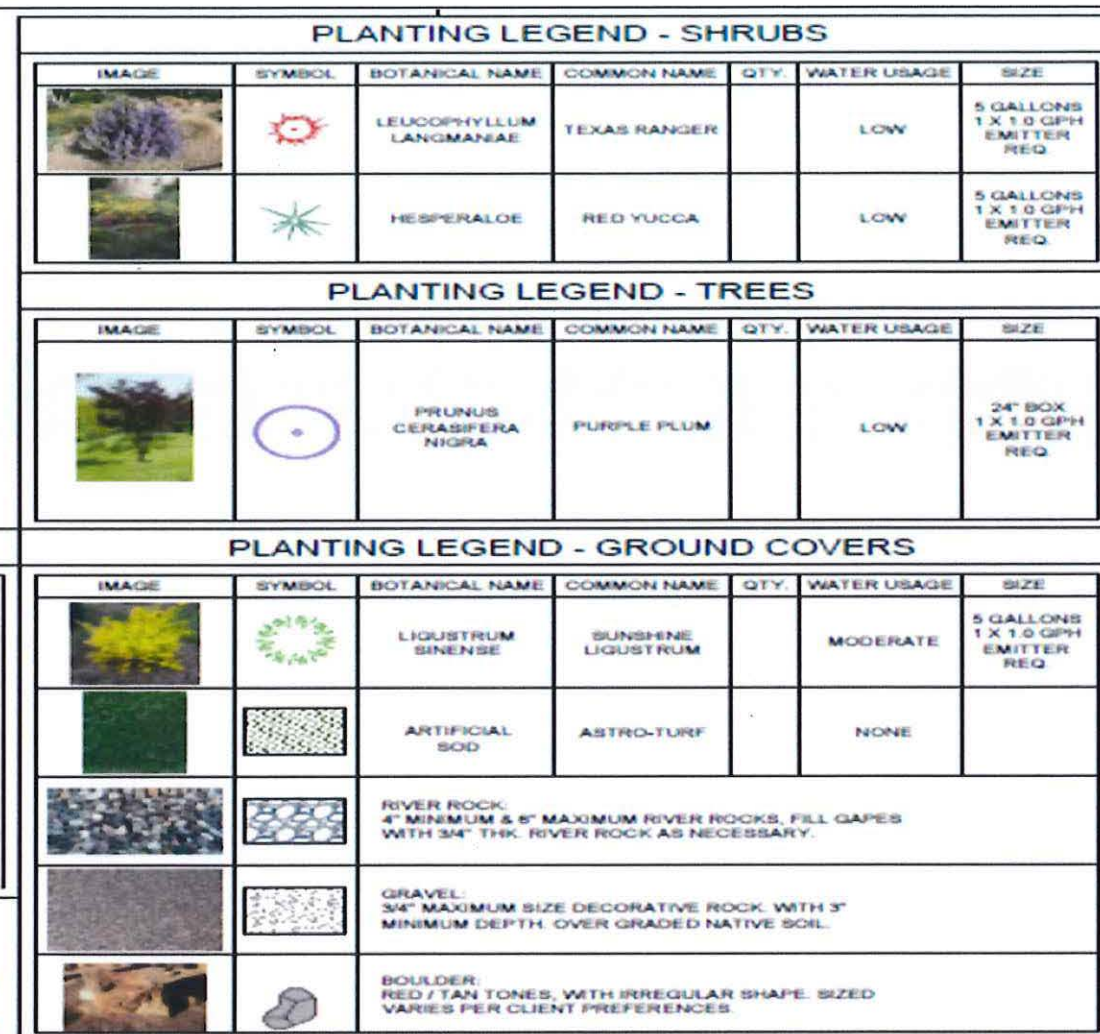 PLANTING LEGEND - SHRUBS
IMAGE SYMBOL BOTANICAL NAME COMMON NAME QTY. WATER USAGE SIZE
LEUCOPHYLLUM
LANGMANIAE
TEXAS RANGER
LOW
5 GALLONS
1 X 1.0 GPH
EMITTER
REQ.
HESPERALOE
RED YUCCA
LOW
5 GALLONS
1 X 1.0 GPH
EMITTER
REQ.
PLANTING LEGEND - TREES
IMAGE SYMBOL BOTANICAL NAME COMMON NAME QTY. WATER USAGE SIZE
PRUNUS
CERASIFERA
NIGRA
PURPLE PLUM
LOW
24" BOX
1 X 1.0 GPH
EMITTER
REQ.
PLANTING LEGEND - GROUND COVERS
IMAGE SYMBOL BOTANICAL NAME COMMON NAME QTY. WATER USAGE SIZE
LIGUSTRUM
SINENSE
SUNSHINE
LIGUSTRUM
MODERATE
5 GALLONS
1 X 1.0 GPH
EMITTER
REQ.
ARTIFICIAL
SOD
ASTRO-TURF
NONE
RIVER ROCK:
4" MINIMUM & 6" MAXIMUM RIVER ROCKS, FILL GAPES
WITH 3/4" THK. RIVER ROCK AS NECESSARY.
GRAVEL:
3/4" MAXIMUM SIZE DECORATIVE ROCK. WITH 3"
MINIMUM DEPTH. OVER GRADED NATIVE SOIL.
BOULDER:
RED / TAN TONES, WITH IRREGULAR SHAPE. SIZED
VARIES PER CLIENT PREFERENCES.